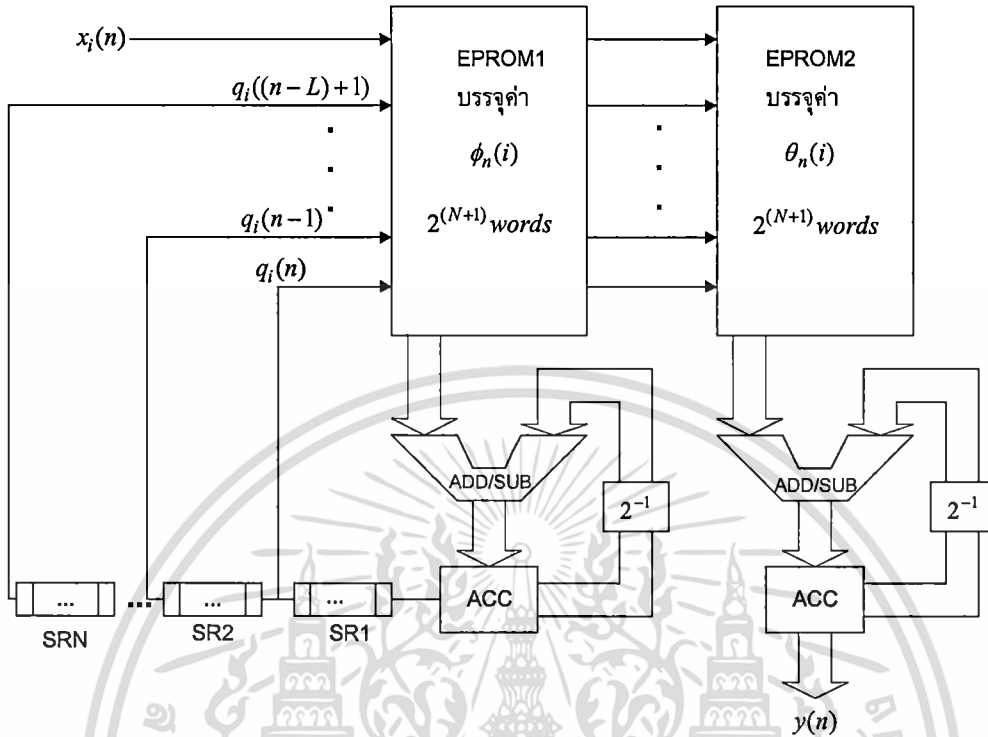 x_i(n)
q_i((n-L)+1)
q_i(n-1)
q_i(n)
EPROM1
บรรจุค่า
ϕ_n(i)
2^(N+1) words
EPROM2
บรรจุค่า
θ_n(i)
2^(N+1) words
ADD/SUB
2^-1
ADD/SUB
2^-1
ACC
ACC
...
...
...
...
SRN
SR2
SR1
y(n)